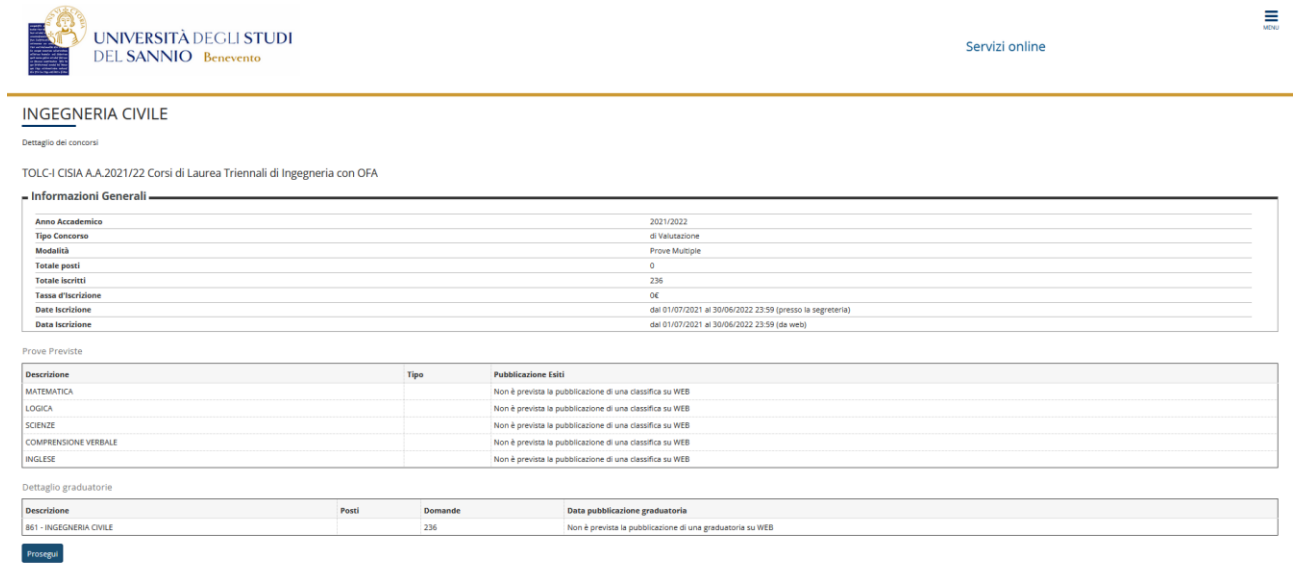 UNIVERSITÀ DEGLI STUDI
DEL SANNIO Benevento
Servizi online
MENU
INGEGNERIA CIVILE
Dettaglio dei concorsi
TOLC-I CISIA A.A.2021/22 Corsi di Laurea Triennali di Ingegneria con OFA
Informazioni Generali
Anno Accademico 2021/2022
Tipo Concorso di Valutazione
Modalità Prove Multiple
Totale posti 0
Totale iscritti 236
Tassa d'Iscrizione 0€
Date Iscrizione dal 01/07/2021 al 30/06/2022 23:59 (presso la segreteria)
Data Iscrizione dal 01/07/2021 al 30/06/2022 23:59 (da web)
Prove Previste
Descrizione Tipo Pubblicazione Esiti
MATEMATICA Non è prevista la pubblicazione di una classifica su WEB
LOGICA Non è prevista la pubblicazione di una classifica su WEB
SCIENZE Non è prevista la pubblicazione di una classifica su WEB
COMPRENSIONE VERBALE Non è prevista la pubblicazione di una classifica su WEB
INGLESE Non è prevista la pubblicazione di una classifica su WEB
Dettaglio graduatorie
Descrizione Posti Domande Data pubblicazione graduatoria
861 - INGEGNERIA CIVILE 236 Non è prevista la pubblicazione di una graduatoria su WEB
Prosegui